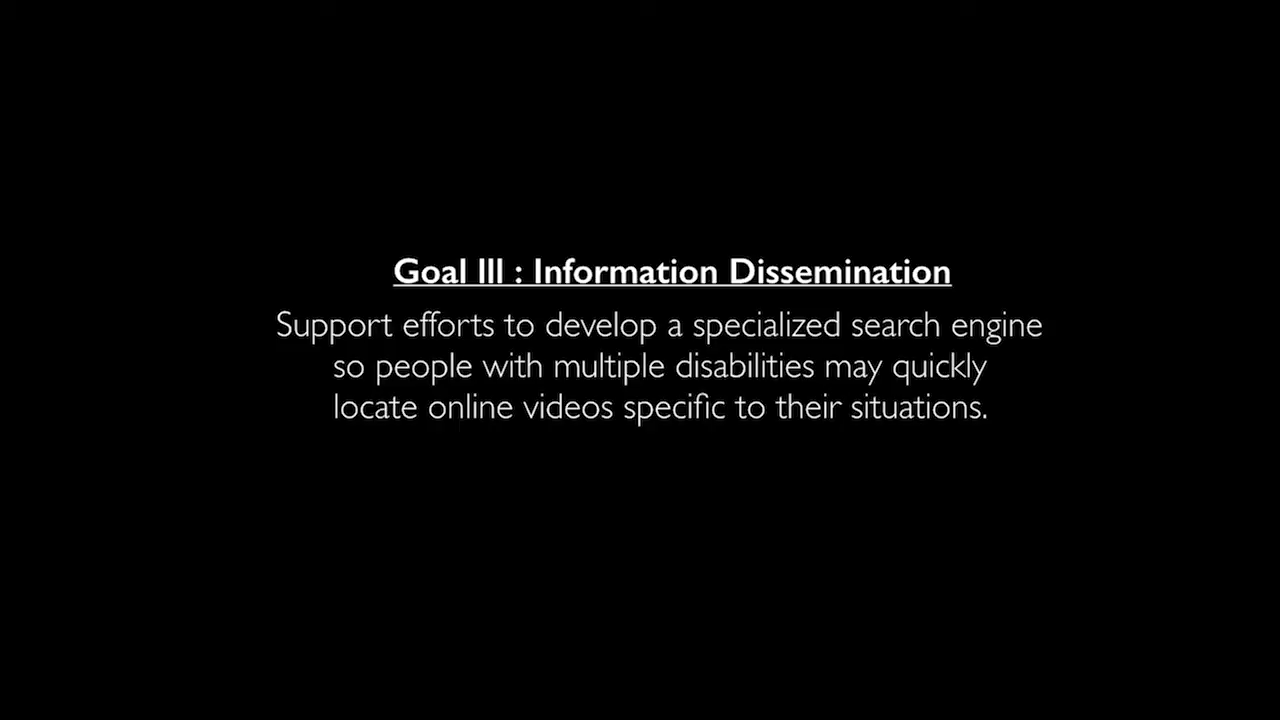 Goal III : Information Dissemination
Support efforts to develop a specialized search engine
so people with multiple disabilities may quickly
locate online videos specific to their situations.